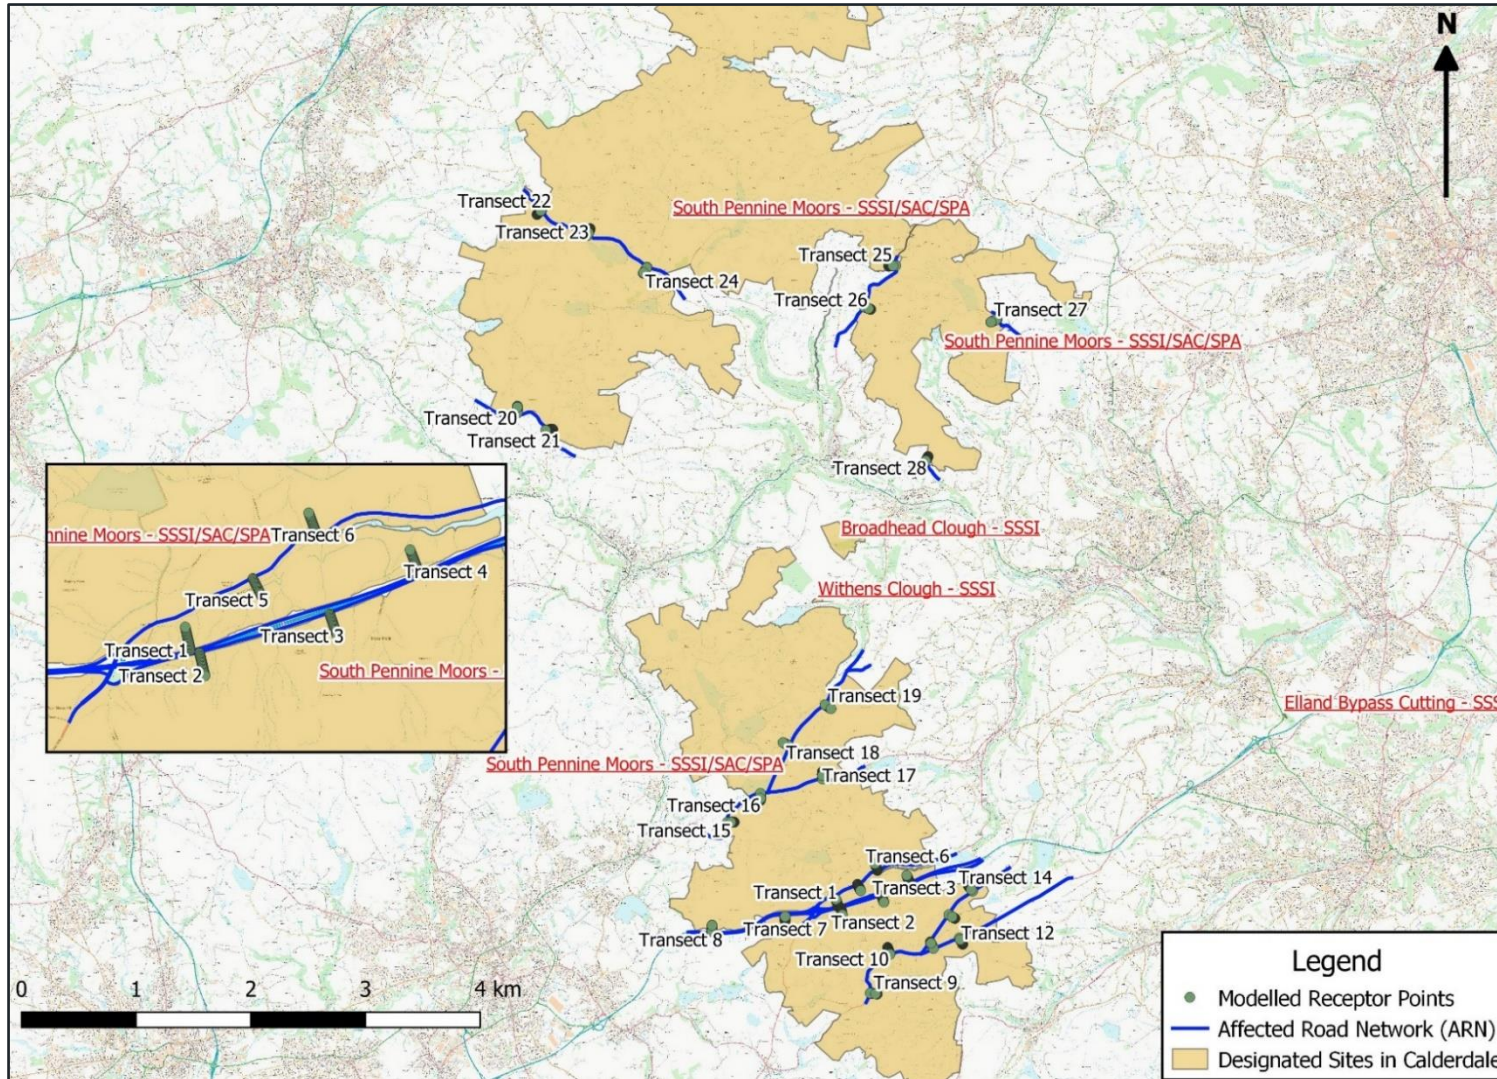 N
Transect 22
South Pennine Moors - SSSI/SAC/SPA
Transect 23
Transect 25
Transect 24
Transect 26
Transect 27
South Pennine Moors - SSSI/SAC/SPA
Transect 20
Transect 21
Transect 28
Broadhead Clough - SSSI
nnine Moors - SSSI/SAC/SPA
Transect 6
Transect 4
Transect 5
Transect 3
Transect 1
Transect 2
South Pennine Moors -
Withens Clough - SSSI
Transect 19
Elland Bypass Cutting - SSS
Transect 18
South Pennine Moors - SSSI/SAC/SPA
Transect 17
Transect 16
Transect 15
Transect 6
Transect 14
Transect 1
Transect 3
Transect 2
Transect 7
Transect 8
Transect 12
Transect 10
Transect 9
0 1 2 3 4 km
Legend
Modelled Receptor Points
Affected Road Network (ARN)
Designated Sites in Calderdale